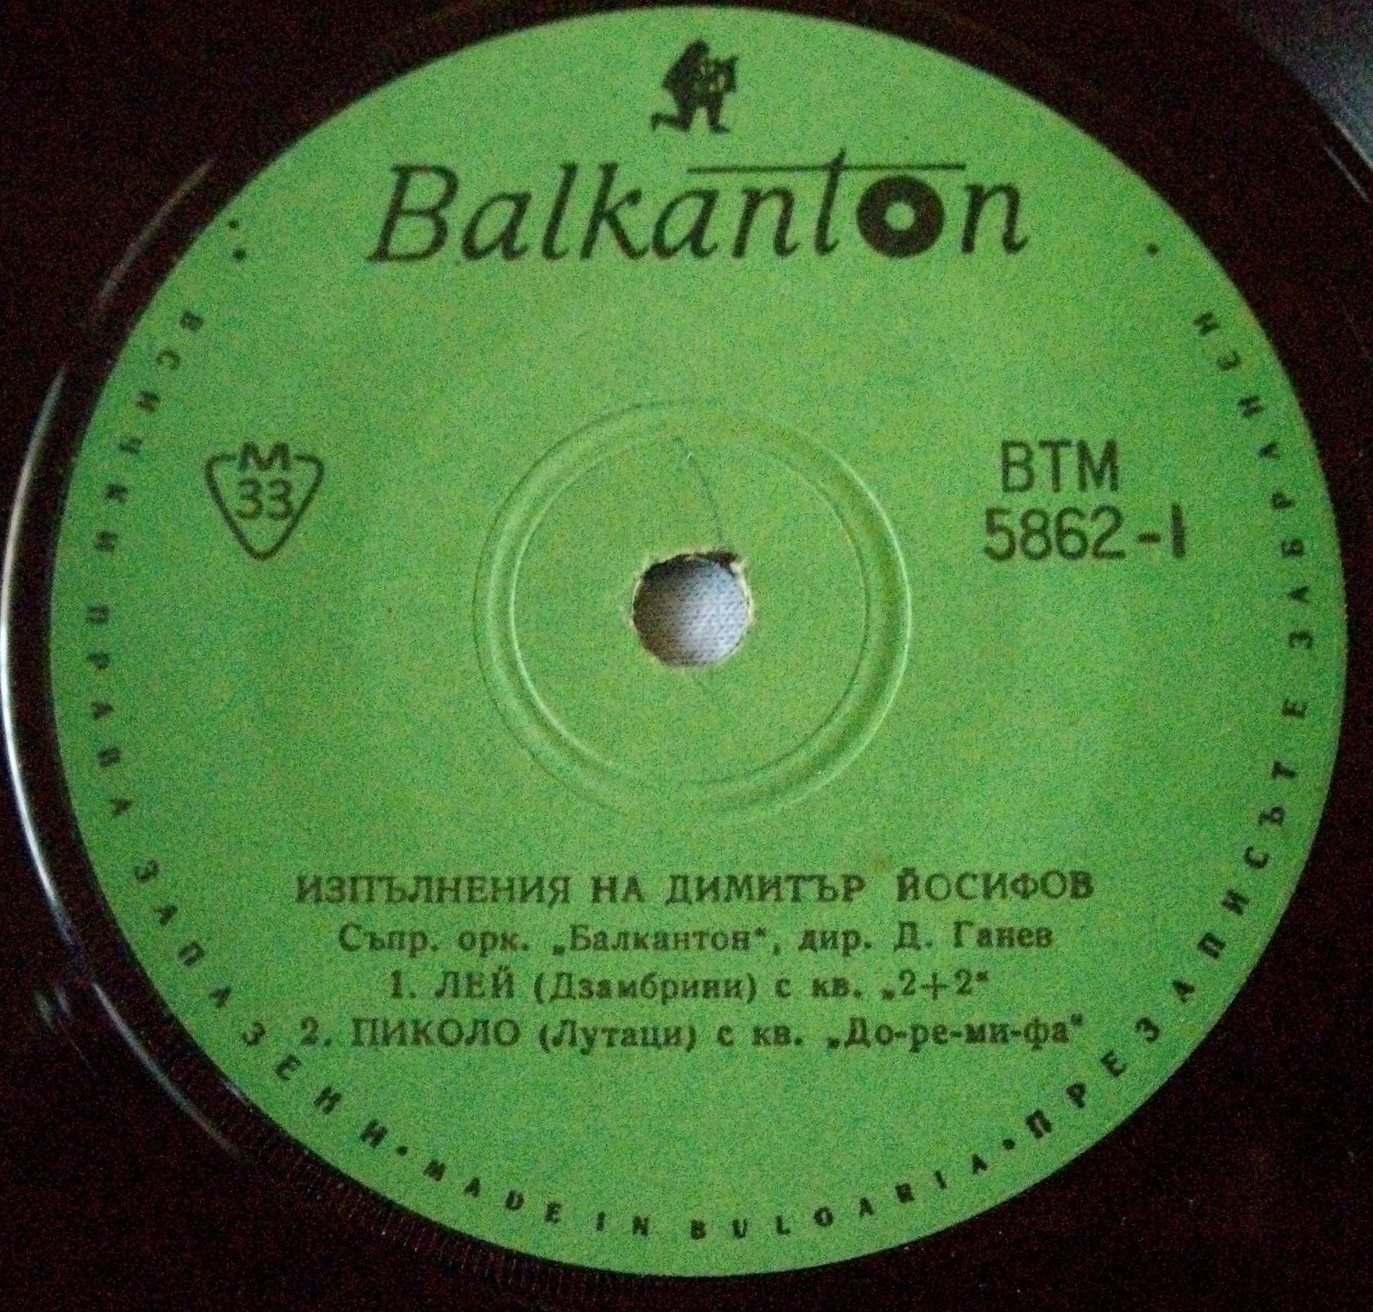 Balkanton
М
33
ВТМ
5862-1
ИЗПЪЛНЕНИЯ НА ДИМИТЪР ЙОСИФОВ
Съпр. орк. „Балкантон“, дир. Д. Ганев
1. ЛЕЙ (Дзамбрини) с кв. „2+2“
2. ПИКОЛО (Лутаци) с кв. „До-ре-ми-фа“
ВСИЧКИ ПРАВА ЗАПАЗЕНИ • MADE IN BULGARIA • ПРЕЗАПИСЪТ Е ЗАБРАНЕН